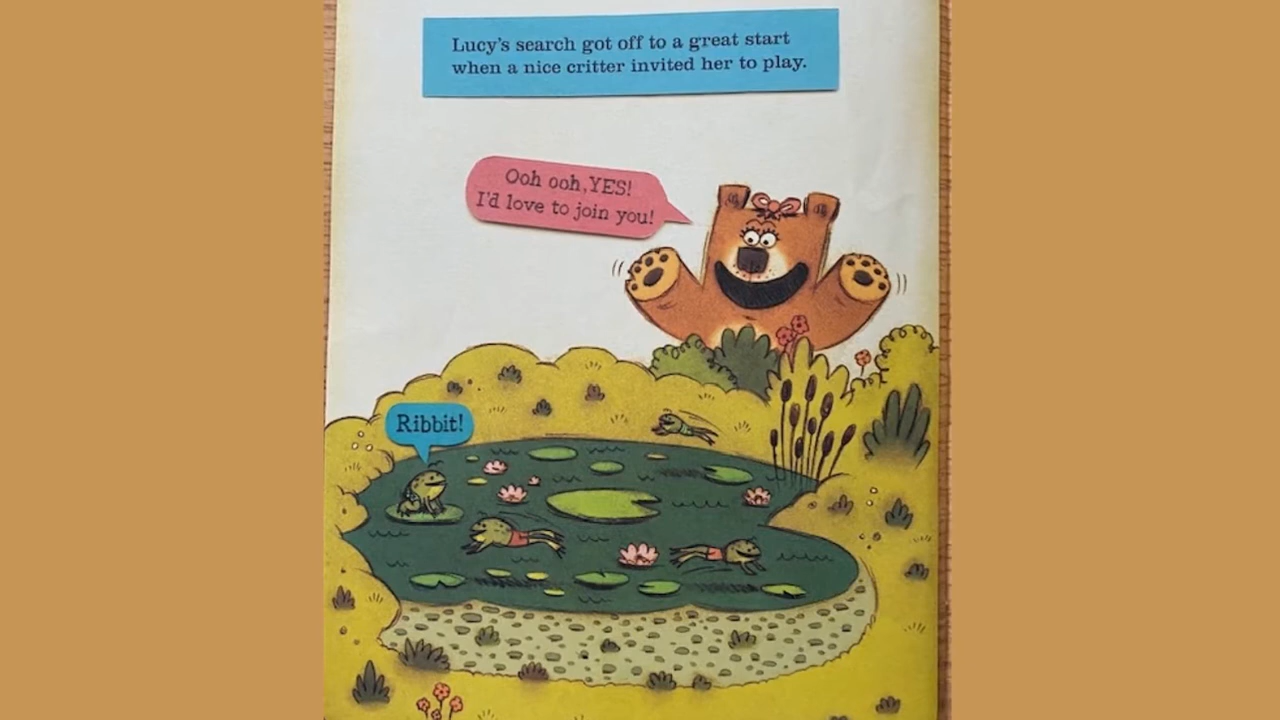 Lucy's search got off to a great start
when a nice critter invited her to play.
Ooh ooh, YES!
I'd love to join you!
Ribbit!